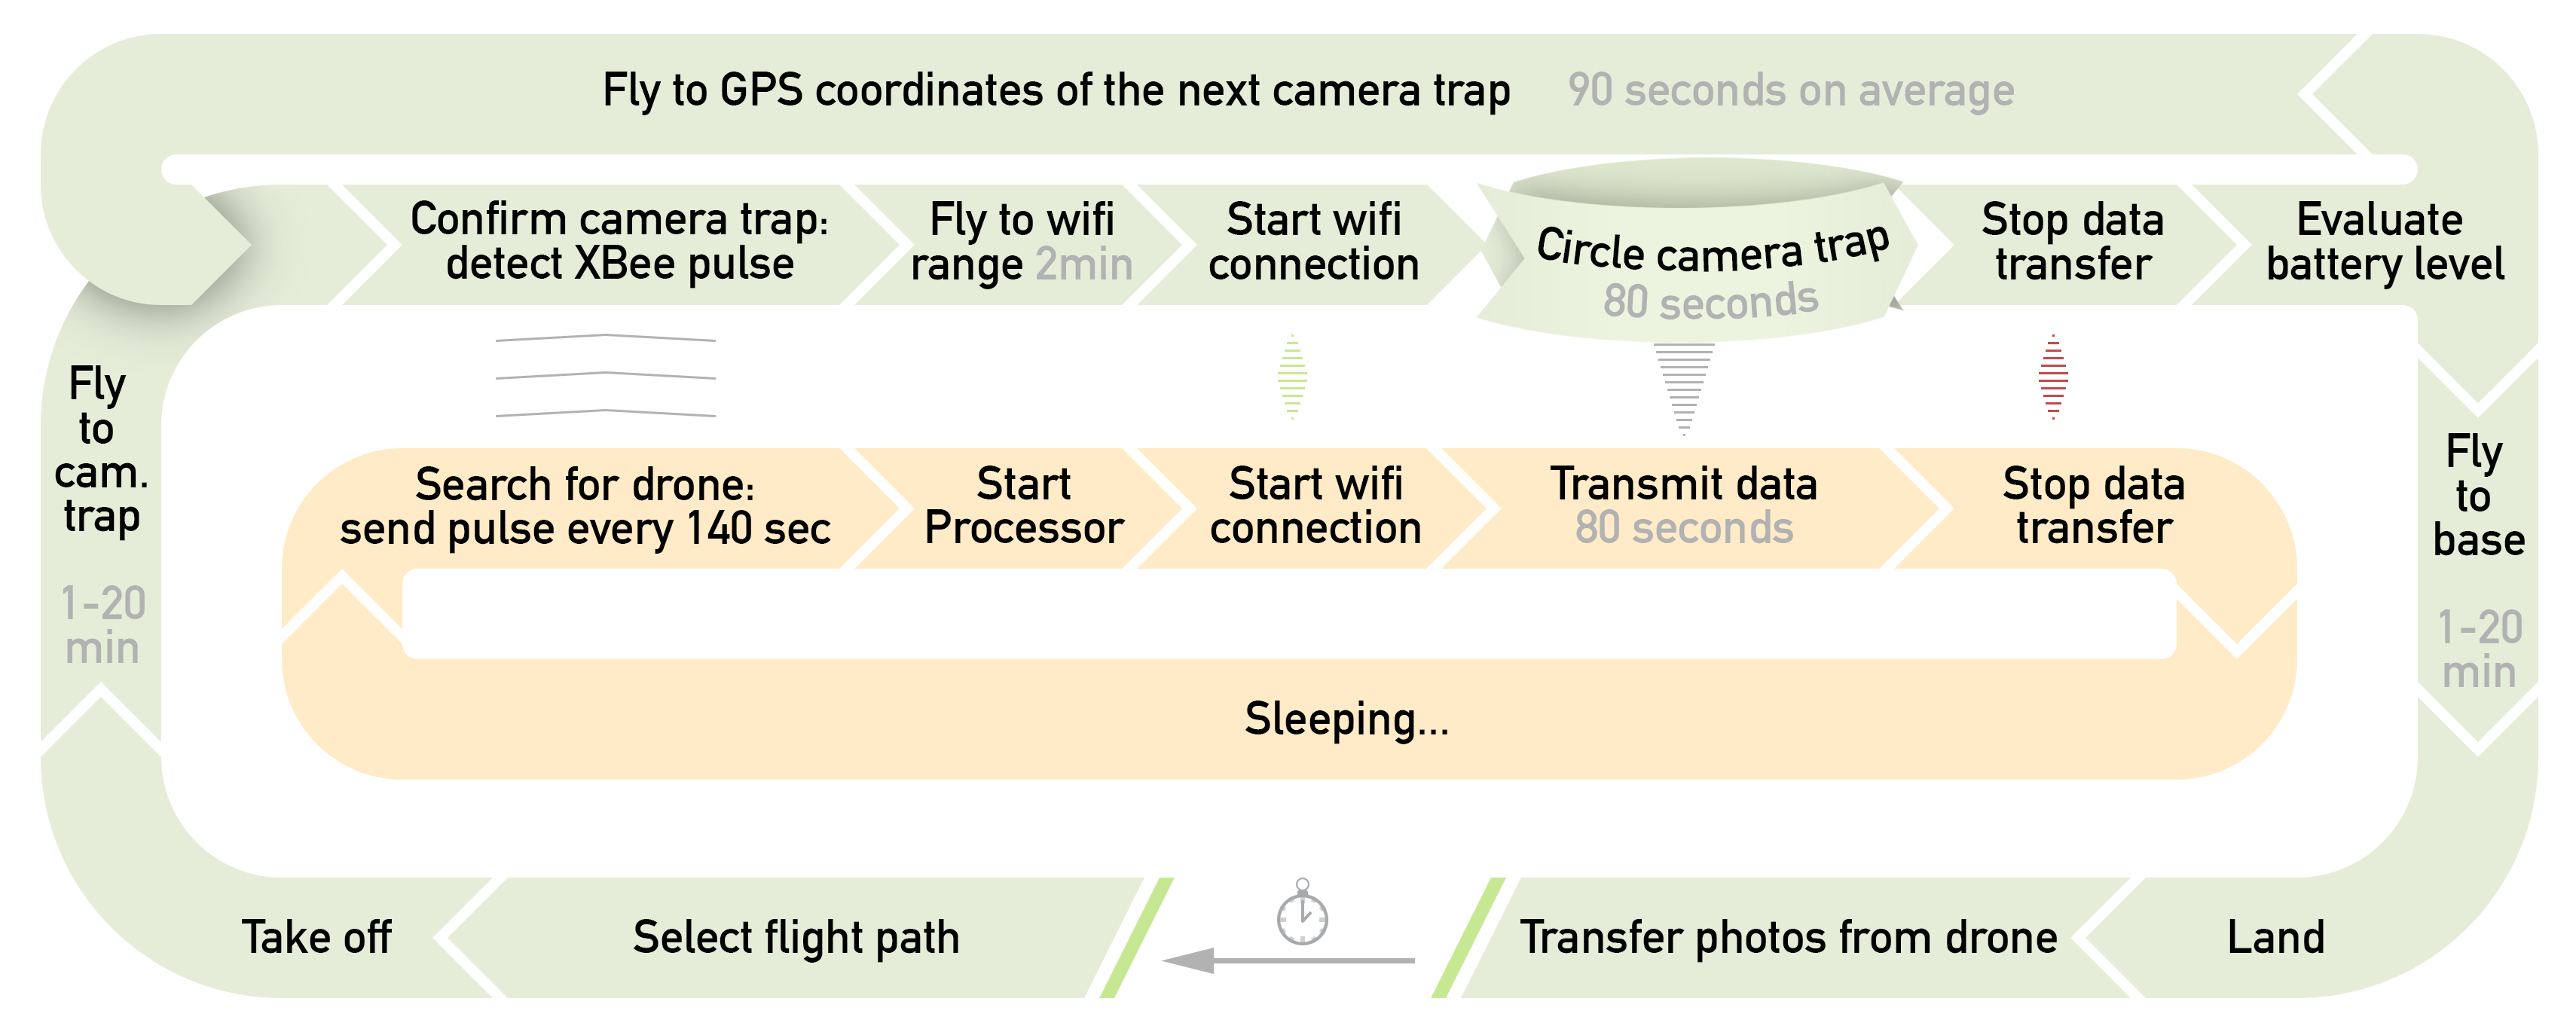 Fly to GPS coordinates of the next camera trap 90 seconds on average
Confirm camera trap:
detect XBee pulse
Fly to wifi
range 2min
Start wifi
connection
Circle camera trap
80 seconds
Stop data
transfer
Evaluate
battery level
Fly
to
cam.
trap
1-20
min
Search for drone:
send pulse every 140 sec
Start
Processor
Start wifi
connection
Transmit data
80 seconds
Stop data
transfer
Fly
to
base
1-20
min
Sleeping...
Take off
Select flight path
Transfer photos from drone
Land